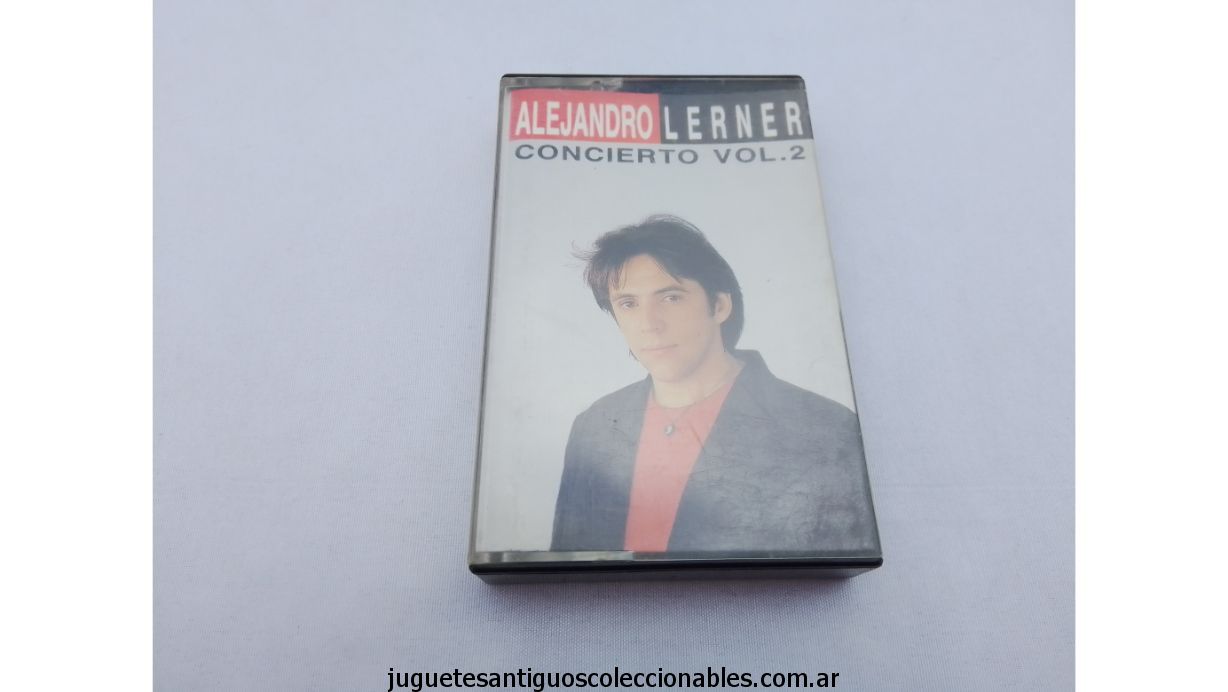 ALEJANDRO LERNER
CONCIERTO VOL.2
juguetesantiguoscoleccionables.com.ar